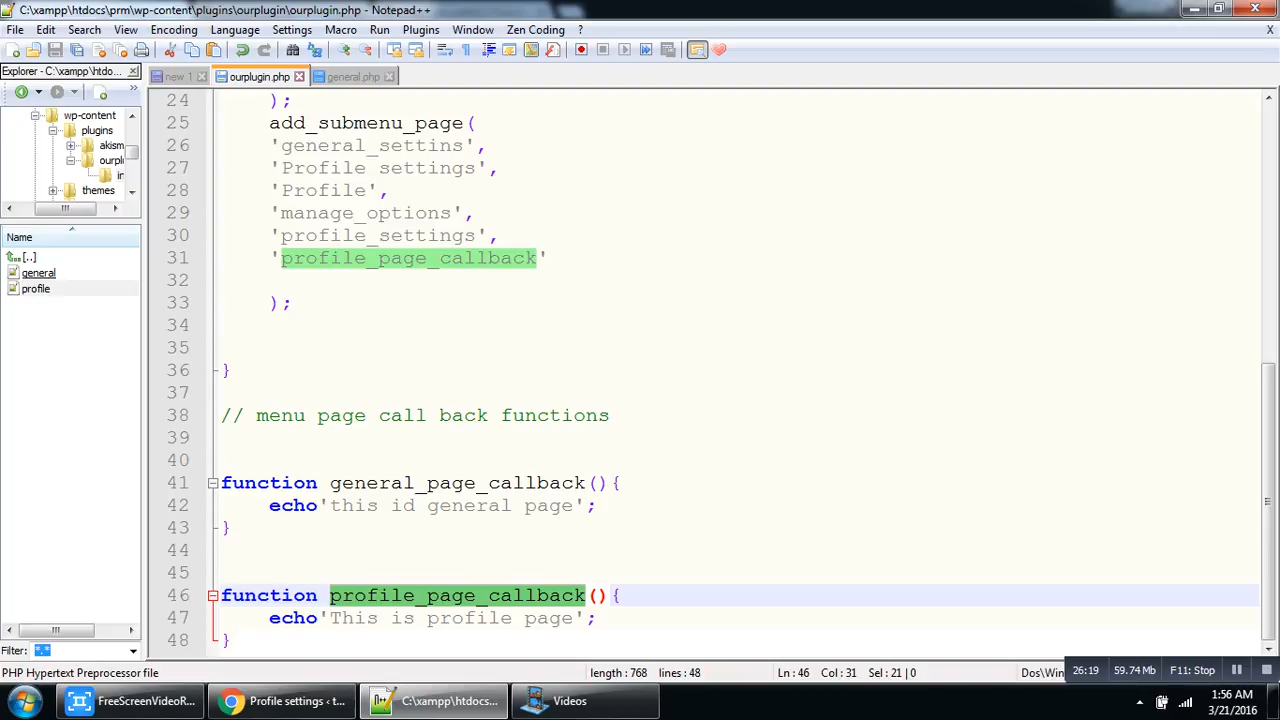 C:\xampp\htdocs\prm\wp-content\plugins\ourplugin\ourplugin.php - Notepad++
File Edit Search View Encoding Language Settings Macro Run Plugins Window Zen Coding ? X
Explorer - C:\xampp\htdo...
new 1 ourplugin.php general.php
wp-content
plugins
akism
ourplu
in
themes
Name
[..]
general
profile
Filter: *.*
24 );
25 add_submenu_page(
26 'general_settins',
27 'Profile settings',
28 'Profile',
29 'manage_options',
30 'profile_settings',
31 'profile_page_callback'
32
33 );
34
35
36 }
37
38 // menu page call back functions
39
40
41 function general_page_callback(){
42 echo'this id general page';
43 }
44
45
46 function profile_page_callback(){
47 echo'This is profile page';
48 }
PHP Hypertext Preprocessor file length : 768 lines : 48 Ln : 46 Col : 31 Sel : 21 | 0 Dos\Win
26:19 59.74 Mb F11: Stop
FreeScreenVideoR... Profile settings ‹ t... C:\xampp\htdocs... Videos
1:56 AM
3/21/2016